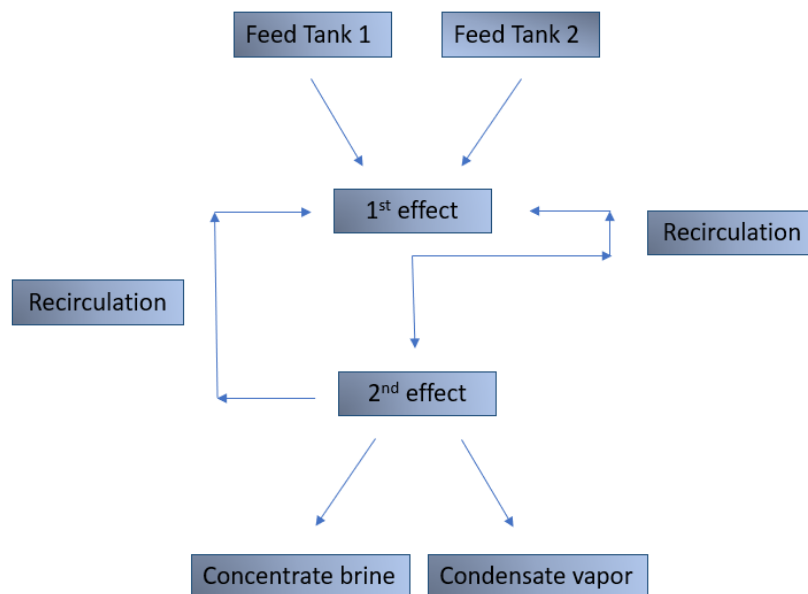 Feed Tank 1
Feed Tank 2
1st effect
Recirculation
Recirculation
2nd effect
Concentrate brine
Condensate vapor